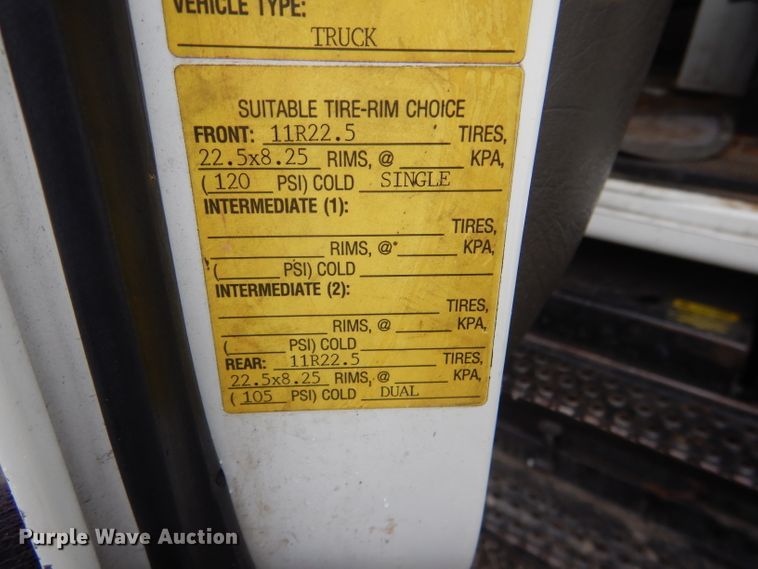 VEHICLE TYPE:
TRUCK
SUITABLE TIRE-RIM CHOICE
FRONT: 11R22.5 TIRES,
22.5x8.25 RIMS, @ KPA,
(120 PSI) COLD SINGLE
INTERMEDIATE (1):
TIRES,
RIMS, @ KPA,
( PSI) COLD
INTERMEDIATE (2):
TIRES,
RIMS, @ KPA,
( PSI) COLD
REAR: 11R22.5 TIRES,
22.5x8.25 RIMS, @ KPA,
(105 PSI) COLD DUAL
Purple Wave Auction